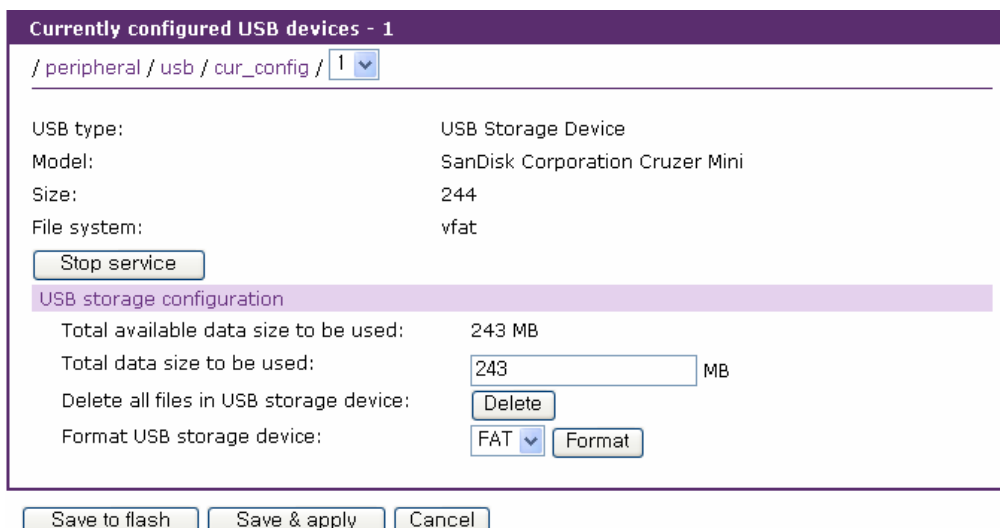 Currently configured USB devices - 1
/ peripheral / usb / cur_config / 1
USB type: USB Storage Device
Model: SanDisk Corporation Cruzer Mini
Size: 244
File system: vfat
Stop service
USB storage configuration
Total available data size to be used: 243 MB
Total data size to be used: 243 MB
Delete all files in USB storage device: Delete
Format USB storage device: FAT Format
Save to flash Save & apply Cancel